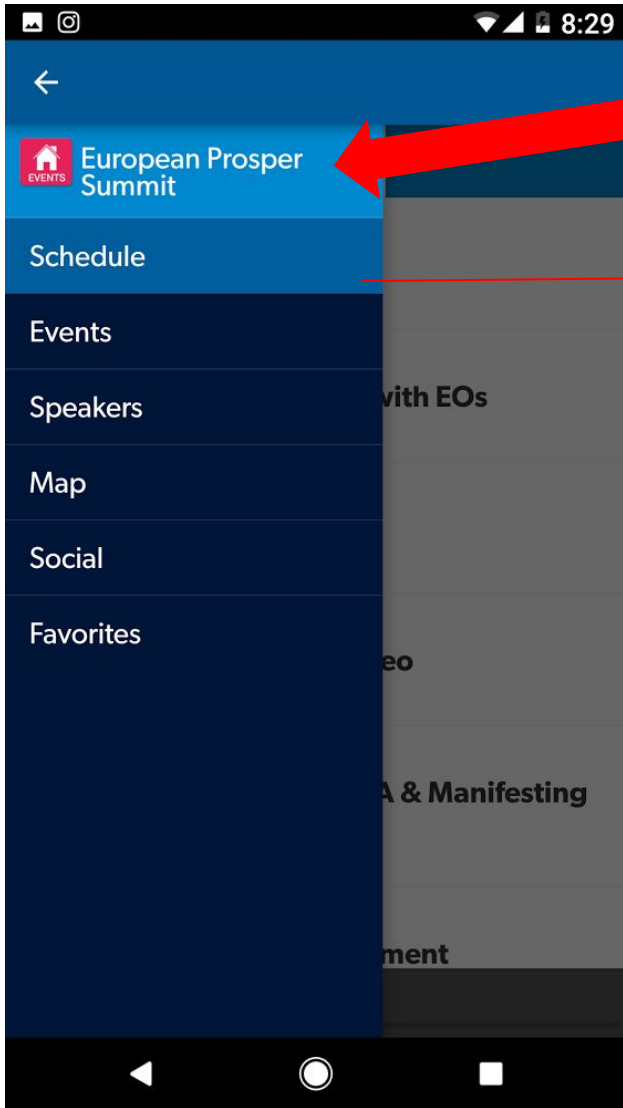 8:29
EVENTS
European Prosper
Summit
Schedule
Events
Speakers
with EOs
Map
Social
Favorites
eo
A & Manifesting
ment